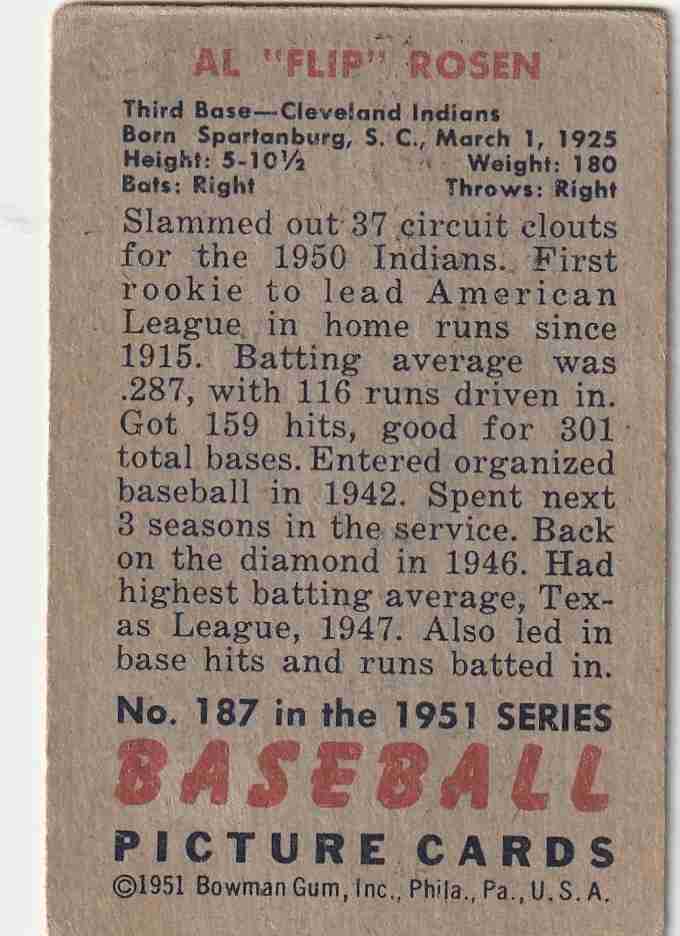 AL "FLIP" ROSEN
Third Base—Cleveland Indians
Born Spartanburg, S. C., March 1, 1925
Height: 5-10½ Weight: 180
Bats: Right Throws: Right
Slammed out 37 circuit clouts
for the 1950 Indians. First
rookie to lead American
League in home runs since
1915. Batting average was
.287, with 116 runs driven in.
Got 159 hits, good for 301
total bases. Entered organized
baseball in 1942. Spent next
3 seasons in the service. Back
on the diamond in 1946. Had
highest batting average, Tex-
as League, 1947. Also led in
base hits and runs batted in.
No. 187 in the 1951 SERIES
BASEBALL
PICTURE CARDS
©1951 Bowman Gum, Inc., Phila., Pa., U. S. A.